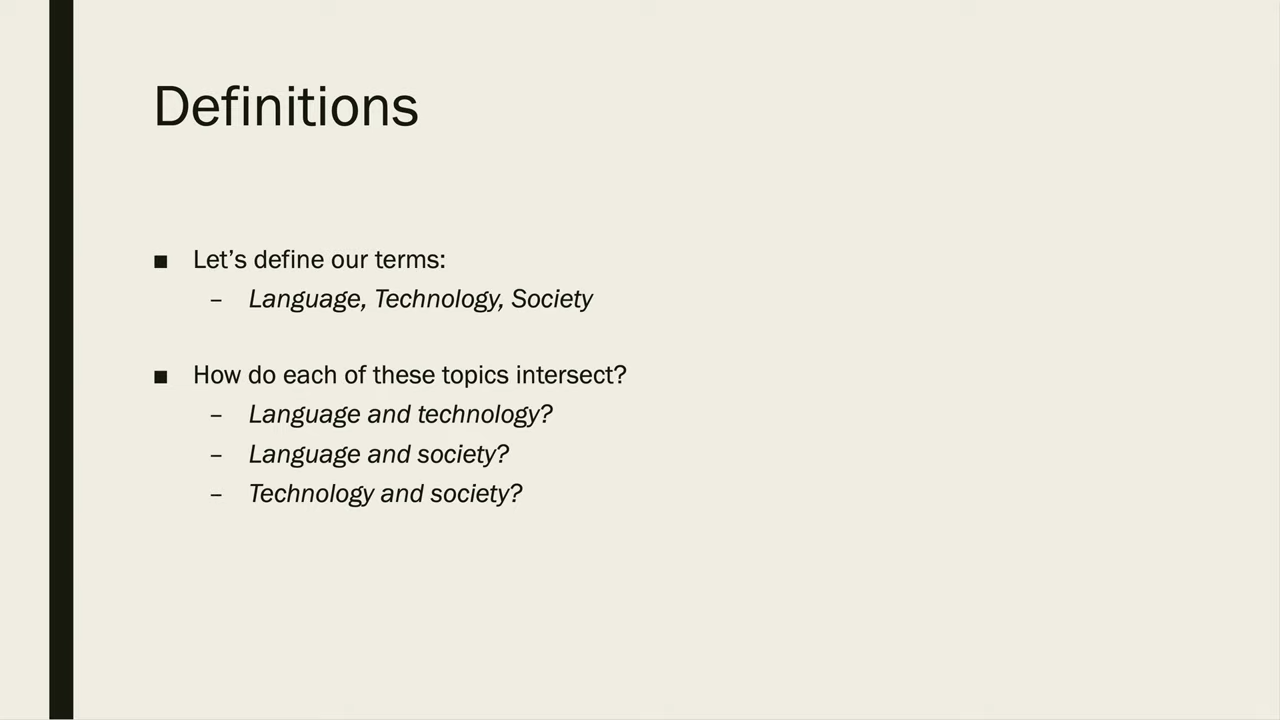 Definitions
■ Let’s define our terms:
– Language, Technology, Society
■ How do each of these topics intersect?
– Language and technology?
– Language and society?
– Technology and society?